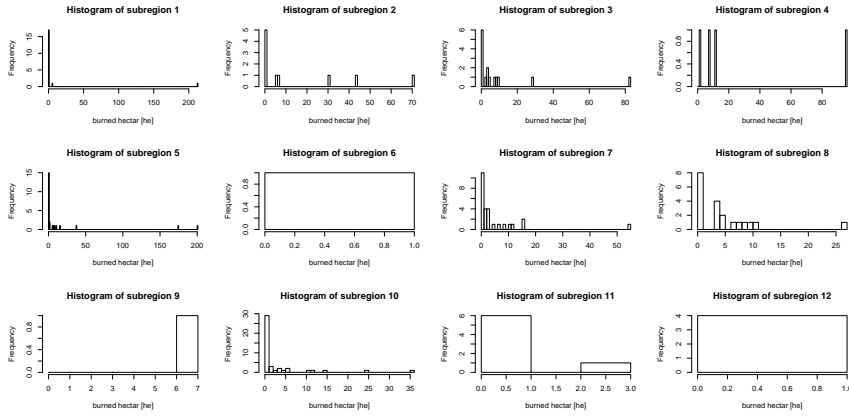 Histogram of subregion 1
Frequency
0 5 10 15
0 50 100 150 200
burned hectar [he]
Histogram of subregion 2
Frequency
0 1 2 3 4 5
0 10 20 30 40 50 60 70
burned hectar [he]
Histogram of subregion 3
Frequency
0 2 4 6
0 20 40 60 80
burned hectar [he]
Histogram of subregion 4
Frequency
0.0 0.4 0.8
0 20 40 60 80
burned hectar [he]
Histogram of subregion 5
Frequency
0 5 10 15
0 50 100 150 200
burned hectar [he]
Histogram of subregion 6
Frequency
0.0 0.4 0.8
0.0 0.2 0.4 0.6 0.8 1.0
burned hectar [he]
Histogram of subregion 7
Frequency
0 4 8
0 10 20 30 40 50
burned hectar [he]
Histogram of subregion 8
Frequency
0 2 4 6 8
0 5 10 15 20 25
burned hectar [he]
Histogram of subregion 9
Frequency
0.0 0.4 0.8
0 1 2 3 4 5 6 7
burned hectar [he]
Histogram of subregion 10
Frequency
0 10 20 30
0 5 10 15 20 25 30 35
burned hectar [he]
Histogram of subregion 11
Frequency
0 2 4 6
0.0 0.5 1.0 1.5 2.0 2.5 3.0
burned hectar [he]
Histogram of subregion 12
Frequency
0 1 2 3 4
0.0 0.2 0.4 0.6 0.8 1.0
burned hectar [he]